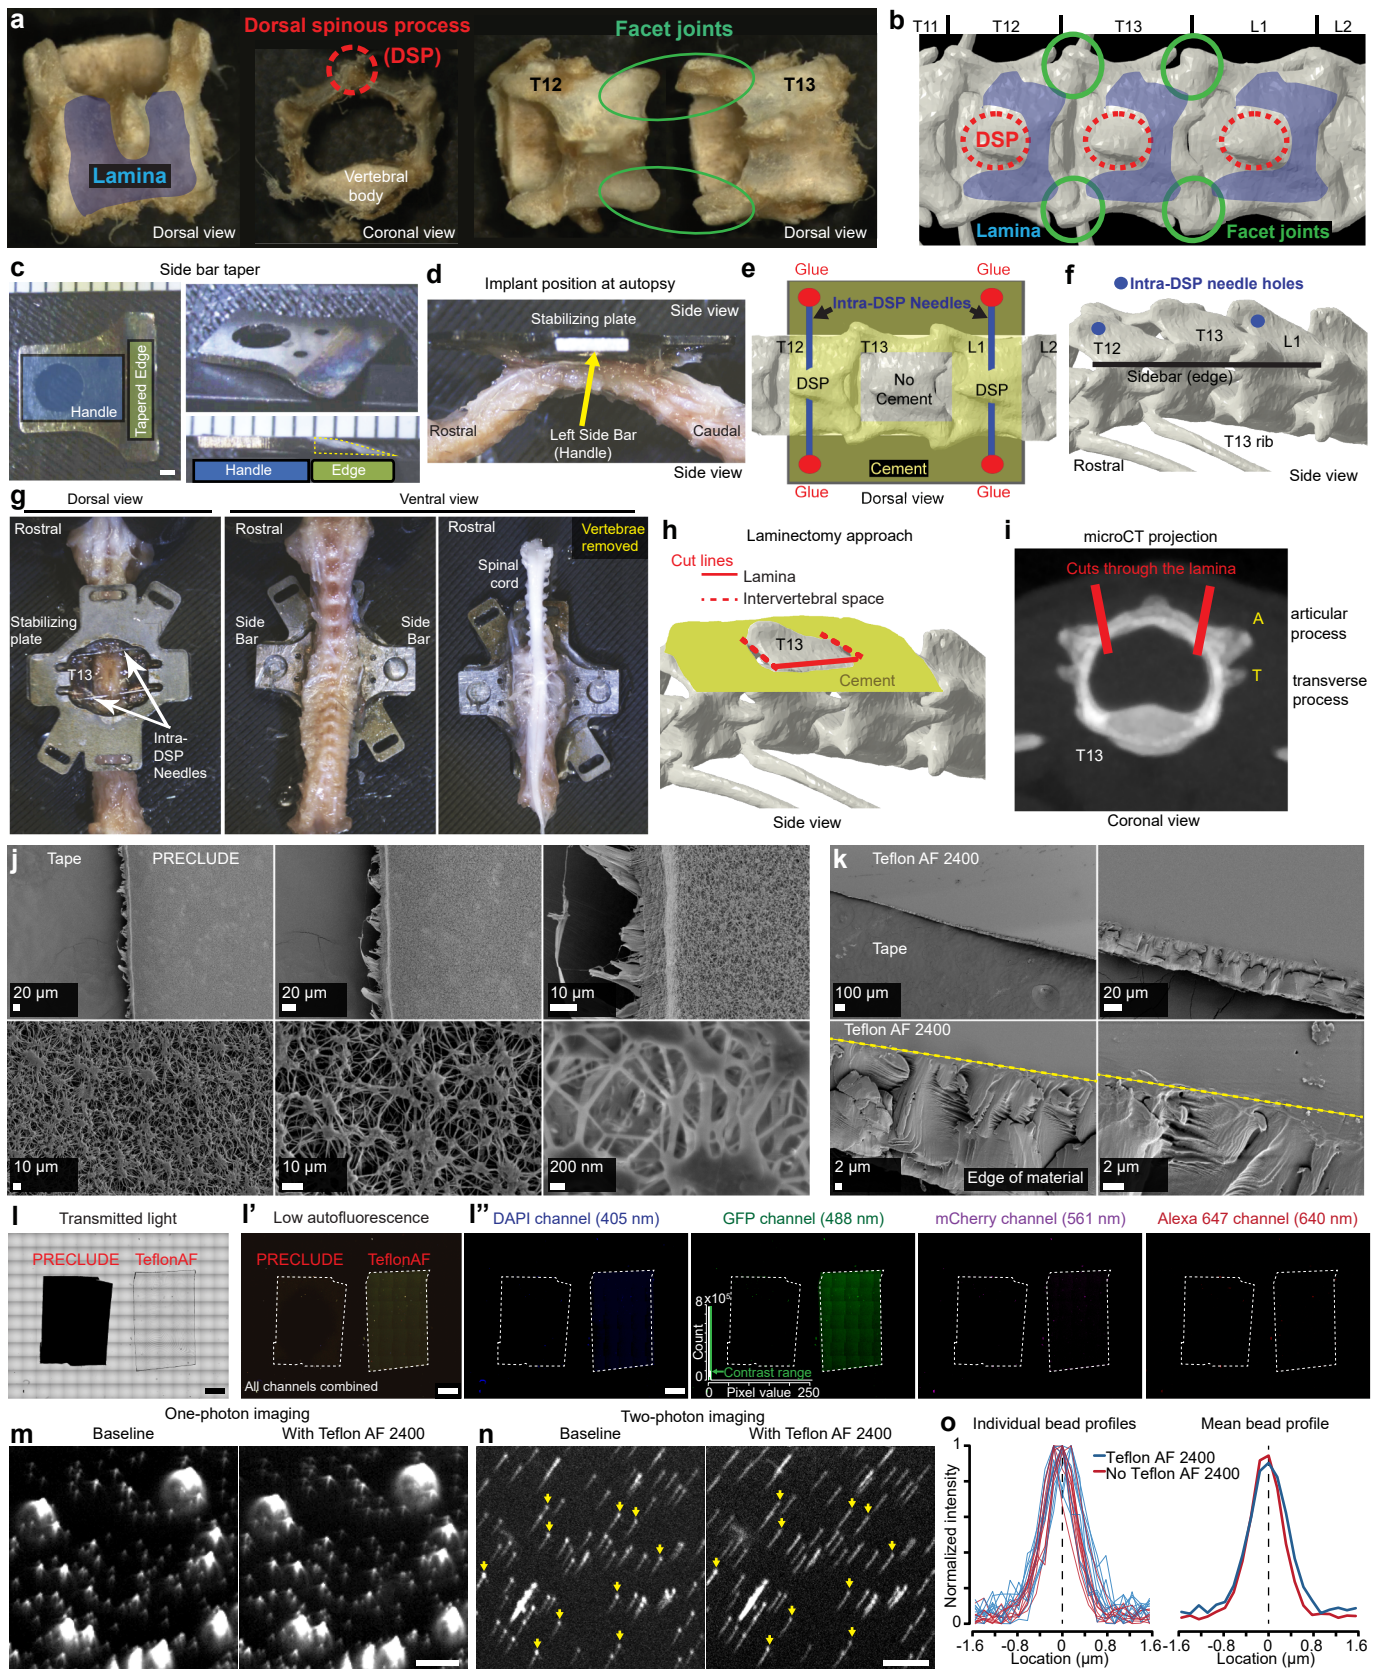 a
Dorsal spinous process
(DSP)
Facet joints
T12
T13
Lamina
Vertebral
body
Dorsal view
Coronal view
Dorsal view
b
T11
T12
T13
L1
L2
DSP
Lamina
Facet joints
c
Side bar taper
Handle
Tapered Edge
Handle
Edge
d
Implant position at autopsy
Side view
Stabilizing plate
Rostral
Left Side Bar
(Handle)
Caudal
Side view
e
Glue
Glue
Intra-DSP Needles
T12
T13
L1
L2
DSP
No
Cement
DSP
Cement
Glue
Dorsal view
Glue
f
Intra-DSP needle holes
T12
T13
L1
Sidebar (edge)
T13 rib
Rostral
Side view
g
Dorsal view
Ventral view
Rostral
Stabilizing
plate
T13
Intra-
DSP
Needles
Rostral
Side
Bar
Side
Bar
Rostral
Vertebrae
removed
Spinal
cord
h
Laminectomy approach
Cut lines
Lamina
Intervertebral space
T13
Cement
Side view
i
microCT projection
Cuts through the lamina
A
articular
process
T
transverse
process
T13
Coronal view
j
Tape
PRECLUDE
20 µm
20 µm
10 µm
10 µm
10 µm
200 nm
k
Teflon AF 2400
Tape
100 µm
20 µm
Teflon AF 2400
2 µm
Edge of material
2 µm
l
Transmitted light
PRECLUDE
TeflonAF
l'
Low autofluorescence
PRECLUDE
TeflonAF
All channels combined
l''
DAPI channel (405 nm)
GFP channel (488 nm)
mCherry channel (561 nm)
Alexa 647 channel (640 nm)
8
x10⁵
Count
0
Contrast range
0
Pixel value
250
One-photon imaging
m
Baseline
With Teflon AF 2400
Two-photon imaging
n
Baseline
With Teflon AF 2400
o
Individual bead profiles
Mean bead profile
Teflon AF 2400
No Teflon AF 2400
Normalized intensity
1
0
-1.6
-0.8
0
0.8
1.6
Location (µm)
-1.6
-0.8
0
0.8
1.6
Location (µm)